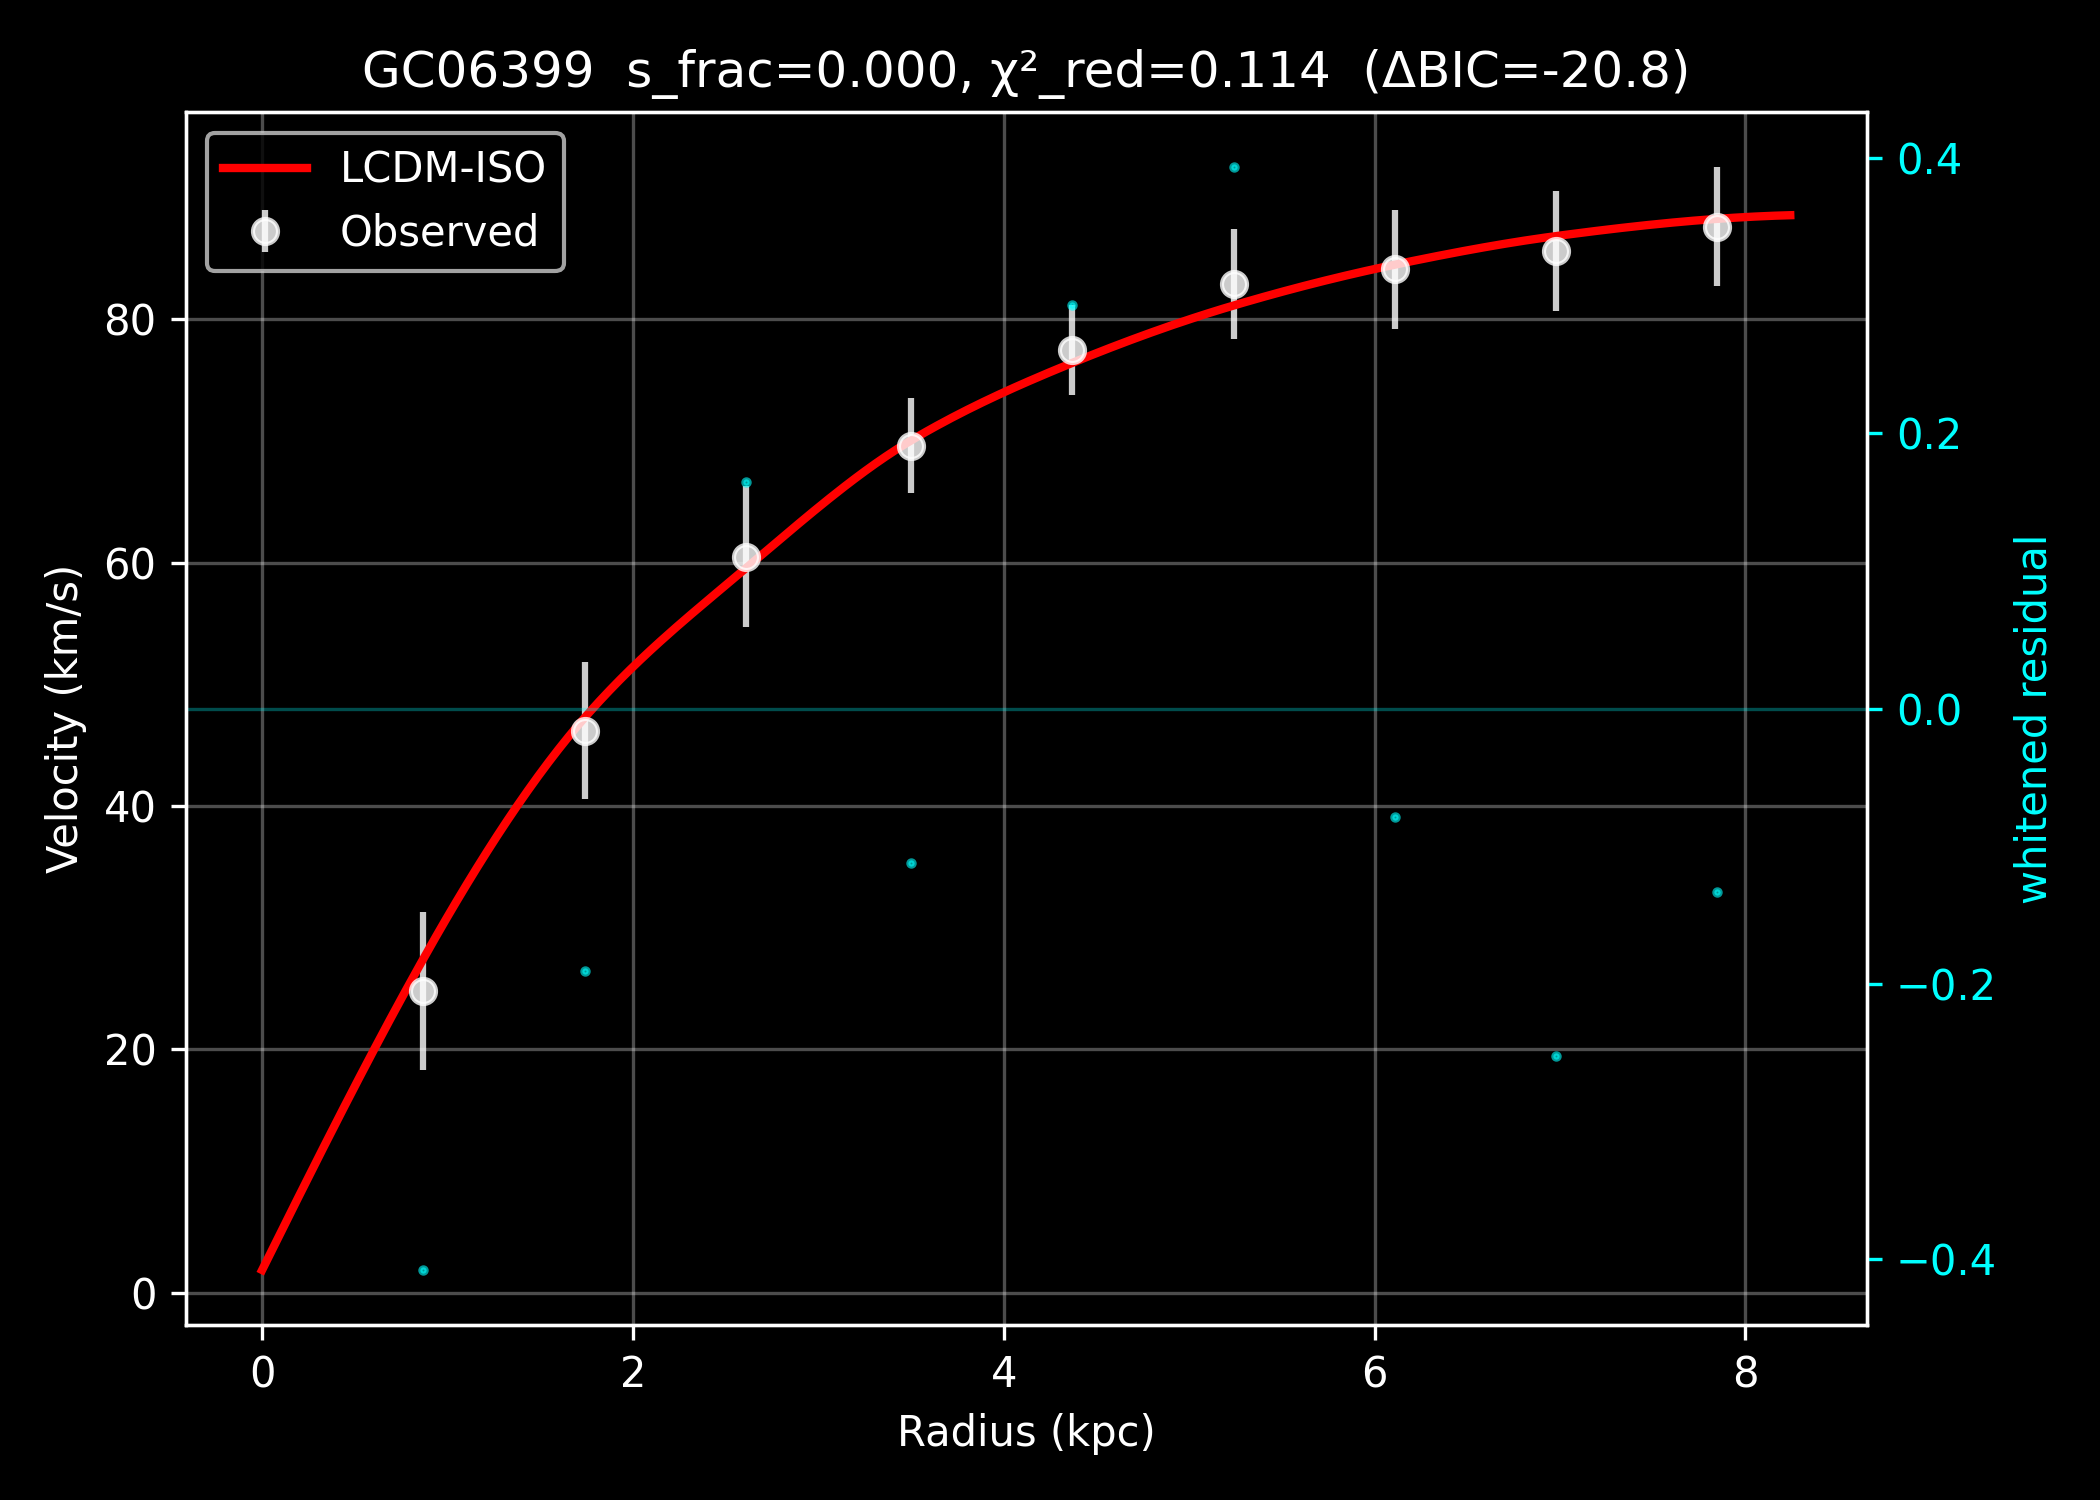 GC06399  s_frac=0.000, χ²_red=0.114  (ΔBIC=-20.8)
LCDM-ISO
Observed
Velocity (km/s)
80
60
40
20
0
0.4
0.2
0.0
−0.2
−0.4
whitened residual
0 2 4 6 8
Radius (kpc)